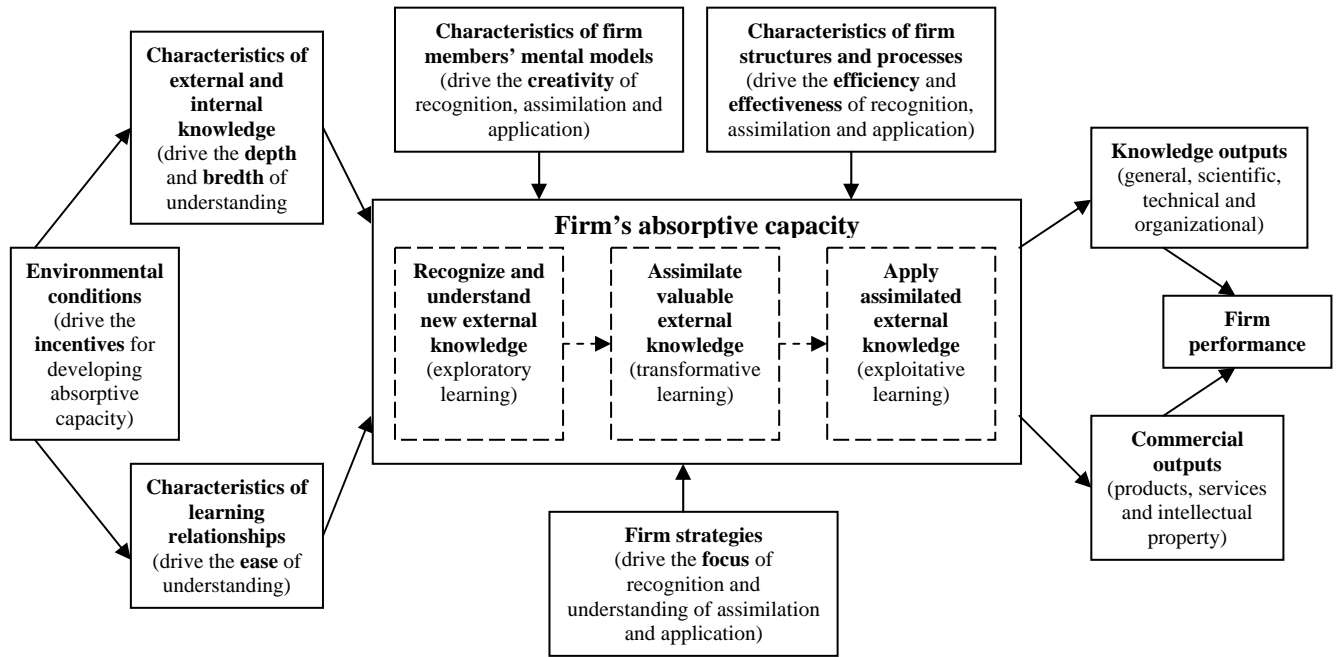 Characteristics of
external and
internal
knowledge
(drive the depth
and bredth of
understanding
Characteristics of firm
members’ mental models
(drive the creativity of
recognition, assimilation and
application)
Characteristics of firm
structures and processes
(drive the efficiency and
effectiveness of recognition,
assimilation and application)
Environmental
conditions
(drive the
incentives for
developing
absorptive
capacity)
Firm’s absorptive capacity
Recognize and
understand
new external
knowledge
(exploratory
learning)
Assimilate
valuable
external
knowledge
(transformative
learning)
Apply
assimilated
external
knowledge
(exploitative
learning)
Knowledge outputs
(general, scientific,
technical and
organizational)
Firm
performance
Commercial
outputs
(products, services
and intellectual
property)
Characteristics of
learning
relationships
(drive the ease of
understanding)
Firm strategies
(drive the focus of
recognition and
understanding of assimilation
and application)